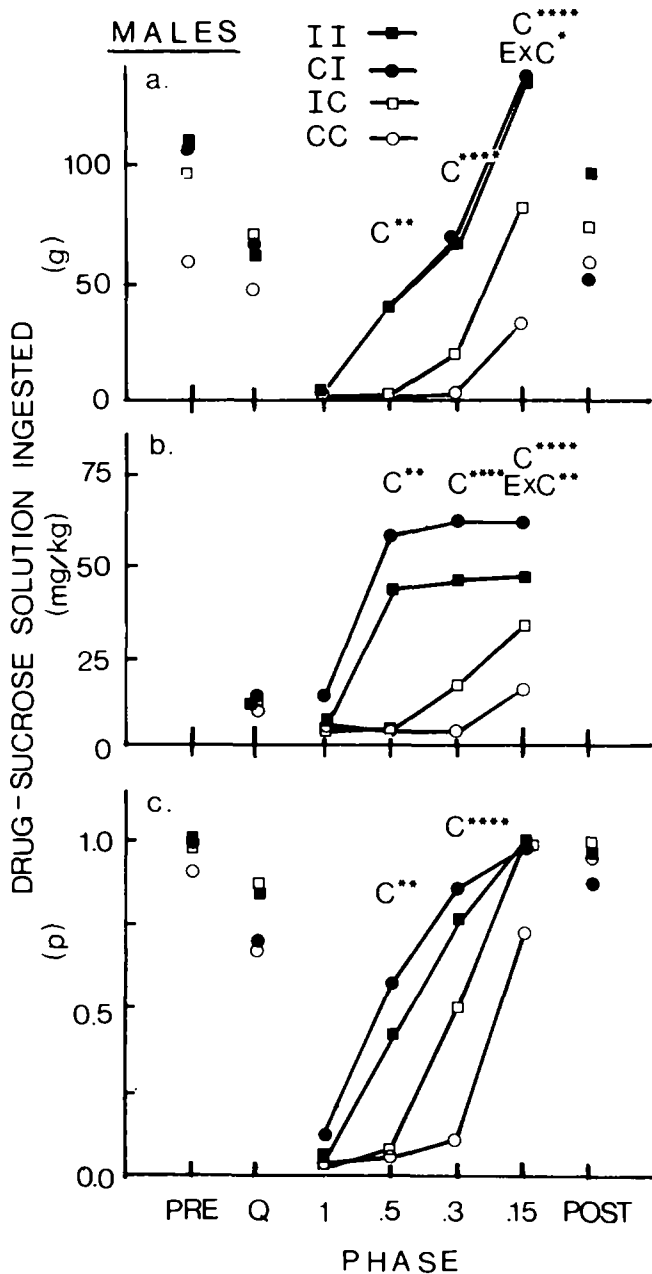 MALES
II
CI
IC
CC
a.
C****
ExC*
C****
C**
100
50
0
(g)
DRUG-SUCROSE SOLUTION INGESTED
b.
C**
C****
C****
ExC**
75
50
25
0
(mg/kg)
c.
C****
C**
1.0
0.5
0.0
(p)
PRE Q 1 .5 .3 .15 POST
PHASE